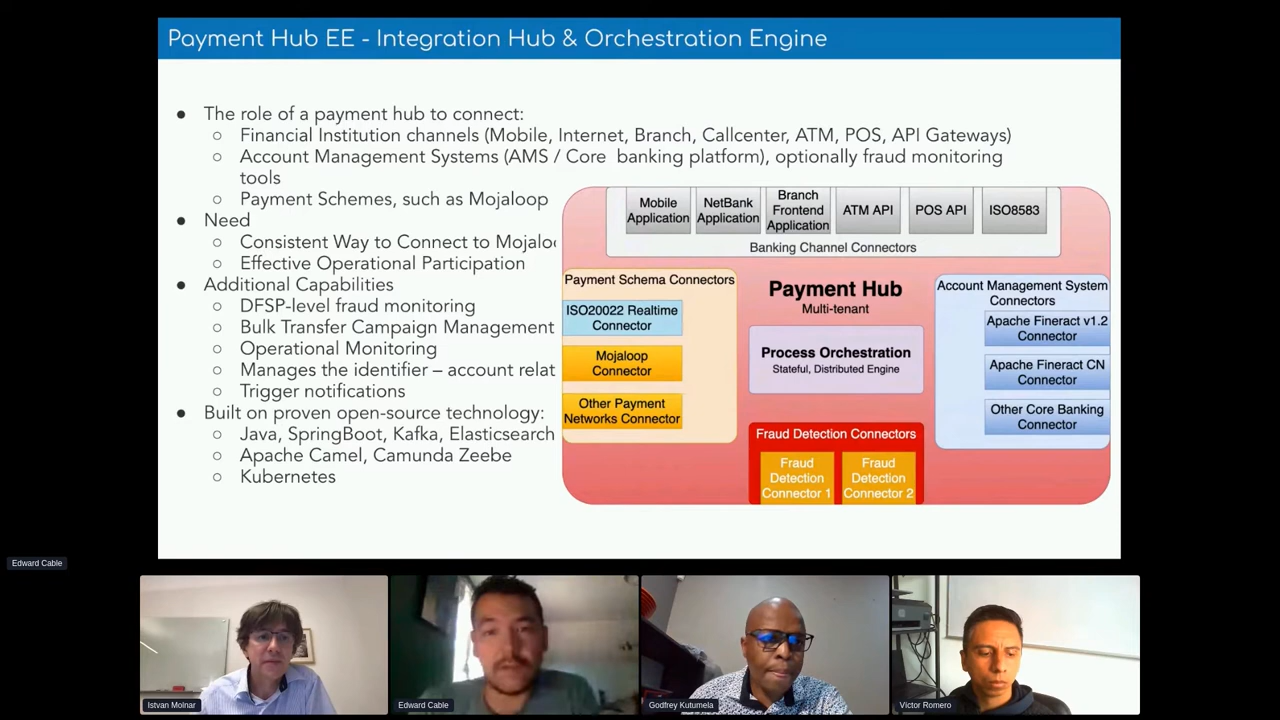 Payment Hub EE - Integration Hub & Orchestration Engine
● The role of a payment hub to connect:
○ Financial Institution channels (Mobile, Internet, Branch, Callcenter, ATM, POS, API Gateways)
○ Account Management Systems (AMS / Core banking platform), optionally fraud monitoring
tools
○ Payment Schemes, such as Mojaloop
● Need
○ Consistent Way to Connect to Mojalo
○ Effective Operational Participation
● Additional Capabilities
○ DFSP-level fraud monitoring
○ Bulk Transfer Campaign Management
○ Operational Monitoring
○ Manages the identifier – account relat
○ Trigger notifications
● Built on proven open-source technology:
○ Java, SpringBoot, Kafka, Elasticsearch
○ Apache Camel, Camunda Zeebe
○ Kubernetes
Mobile
Application
NetBank
Application
Branch
Frontend
Application
ATM API
POS API
ISO8583
Banking Channel Connectors
Payment Schema Connectors
ISO20022 Realtime
Connector
Mojaloop
Connector
Other Payment
Networks Connector
Payment Hub
Multi-tenant
Process Orchestration
Stateful, Distributed Engine
Fraud Detection Connectors
Fraud
Detection
Connector 1
Fraud
Detection
Connector 2
Account Management System
Connectors
Apache Fineract v1.2
Connector
Apache Fineract CN
Connector
Other Core Banking
Connector
Edward Cable
Istvan Molnar
Edward Cable
Godfrey Kutumela
Victor Romero